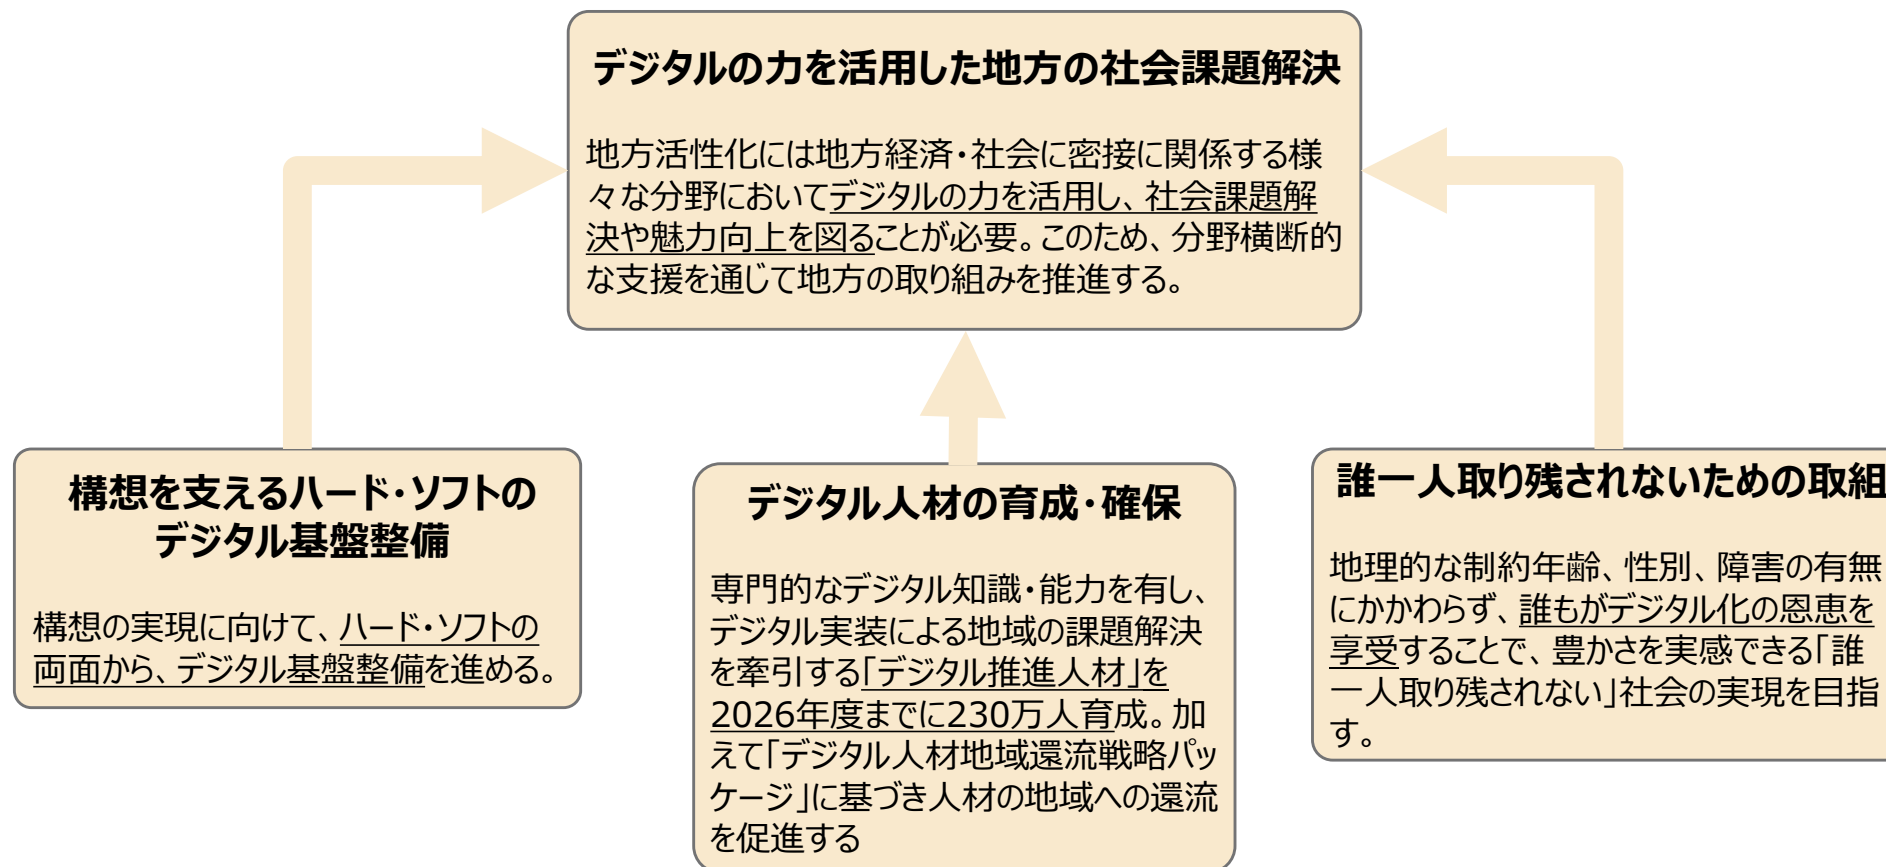 デジタルの力を活用した地方の社会課題解決
地方活性化には地方経済・社会に密接に関係する様
々な分野においてデジタルの力を活用し、社会課題解
決や魅力向上を図ることが必要。このため、分野横断的
な支援を通じて地方の取り組みを推進する。
構想を支えるハード・ソフトの
デジタル基盤整備
構想の実現に向けて、ハード・ソフトの
両面から、デジタル基盤整備を進める。
デジタル人材の育成・確保
専門的なデジタル知識・能力を有し、
デジタル実装による地域の課題解決
を牽引する「デジタル推進人材」を
2026年度までに230万人育成。加
えて「デジタル人材地域還流戦略パッ
ケージ」に基づき人材の地域への還流
を促進する
誰一人取り残されないための取組
地理的な制約年齢、性別、障害の有無
にかかわらず、誰もがデジタル化の恩恵を
享受することで、豊かさを実感できる「誰
一人取り残されない」社会の実現を目指
す。